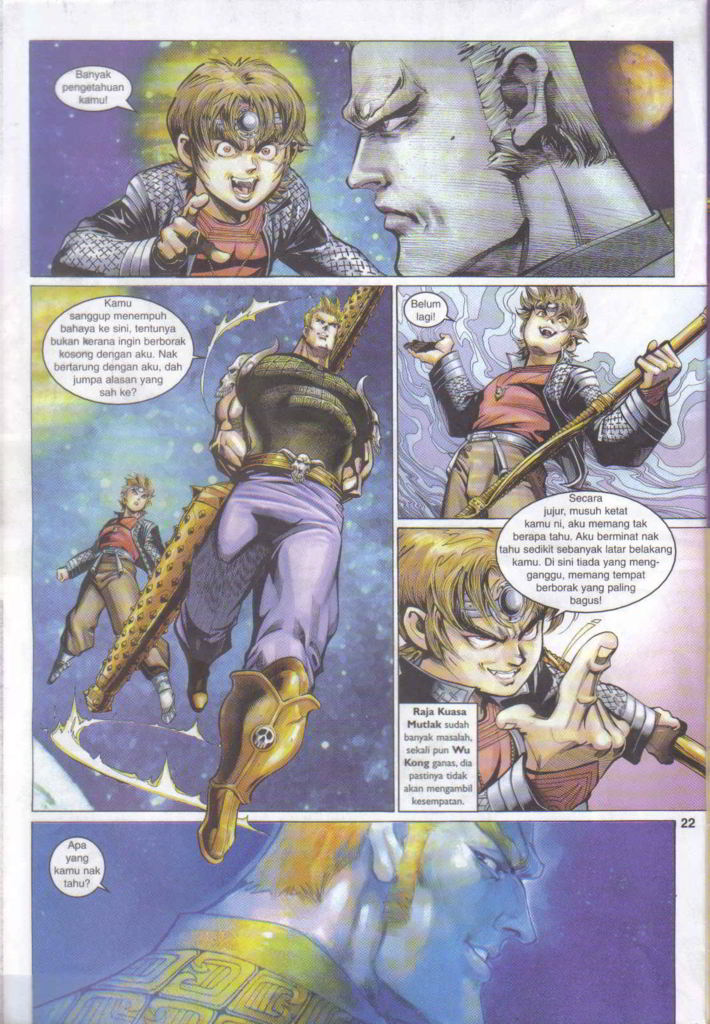 Banyak
pengetahuan
kamu!
Kamu
sanggup menempuh
bahaya ke sini, tentunya
bukan kerana ingin berborak
kosong dengan aku. Nak
bertarung dengan aku, dah
jumpa alasan yang
sah ke?
Belum
lagi!
Secara
jujur, musuh ketat
kamu ni, aku memang tak
berapa tahu. Aku berminat nak
tahu sedikit sebanyak latar belakang
kamu. Di sini tiada yang meng-
ganggu, memang tempat
berborak yang paling
bagus!
Raja Kuasa
Mutlak sudah
banyak masalah,
sekali pun Wu
Kong ganas, dia
pastinya tidak
akan mengambil
kesempatan.
22
Apa
yang
kamu nak
tahu?